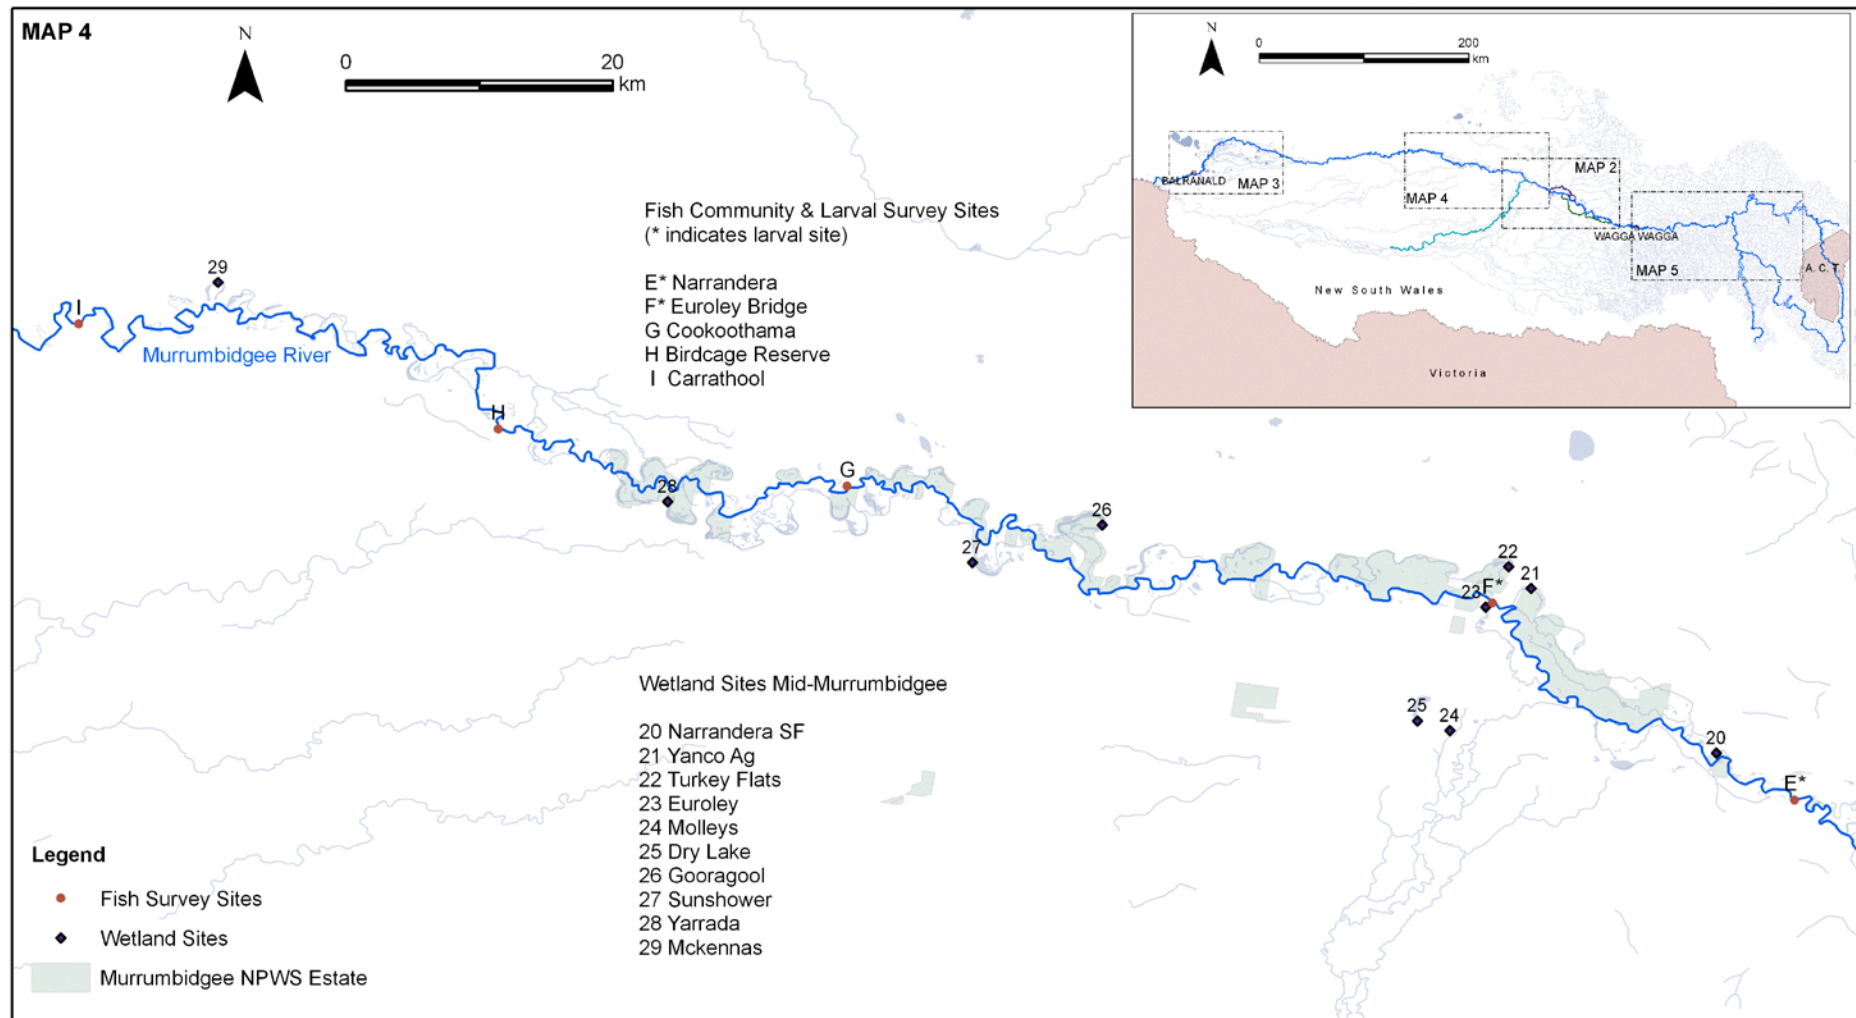 MAP 4
N
0 20
km
N
0 200
km
BALRANALD
MAP 3
MAP 4
MAP 2
WAGGA WAGGA
MAP 5
A. C. T.
New South Wales
Victoria
Fish Community & Larval Survey Sites
(* indicates larval site)
E* Narrandera
F* Euroley Bridge
G Cookoothama
H Birdcage Reserve
I Carrathool
29
I
Murrumbidgee River
H
28
G
27
26
22
21
23
F*
25
24
20
E*
Wetland Sites Mid-Murrumbidgee
20 Narrandera SF
21 Yanco Ag
22 Turkey Flats
23 Euroley
24 Molleys
25 Dry Lake
26 Gooragool
27 Sunshower
28 Yarrada
29 Mckennas
Legend
Fish Survey Sites
Wetland Sites
Murrumbidgee NPWS Estate